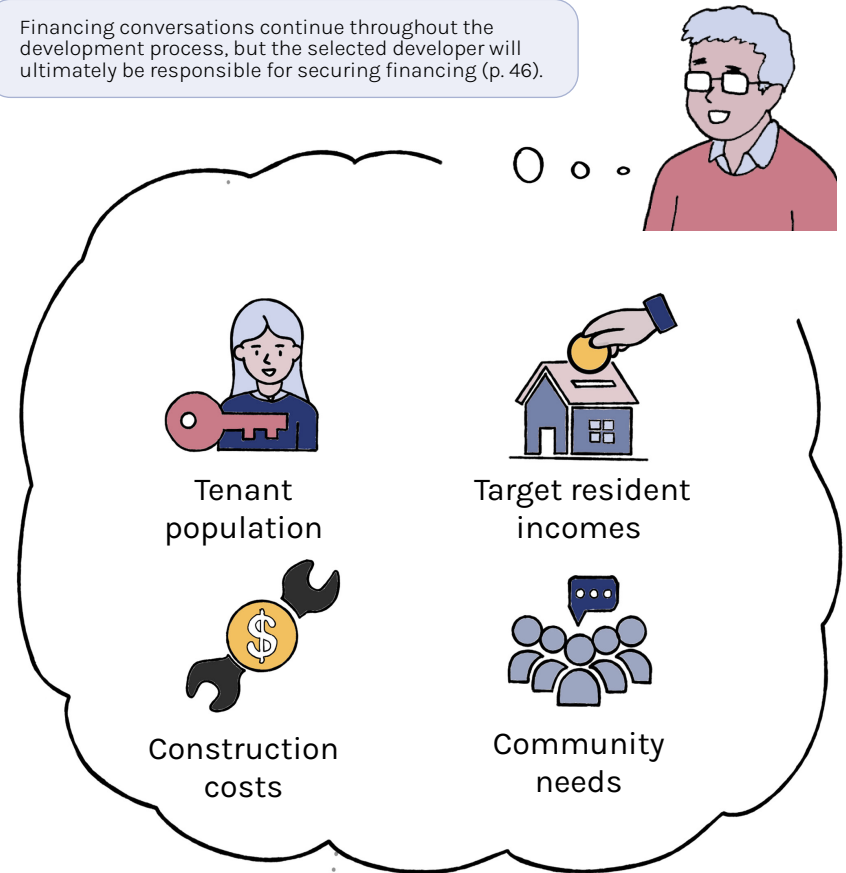 Financing conversations continue throughout the
development process, but the selected developer will
ultimately be responsible for securing financing (p. 46).
Tenant
population
Target resident
incomes
$
Construction
costs
Community
needs